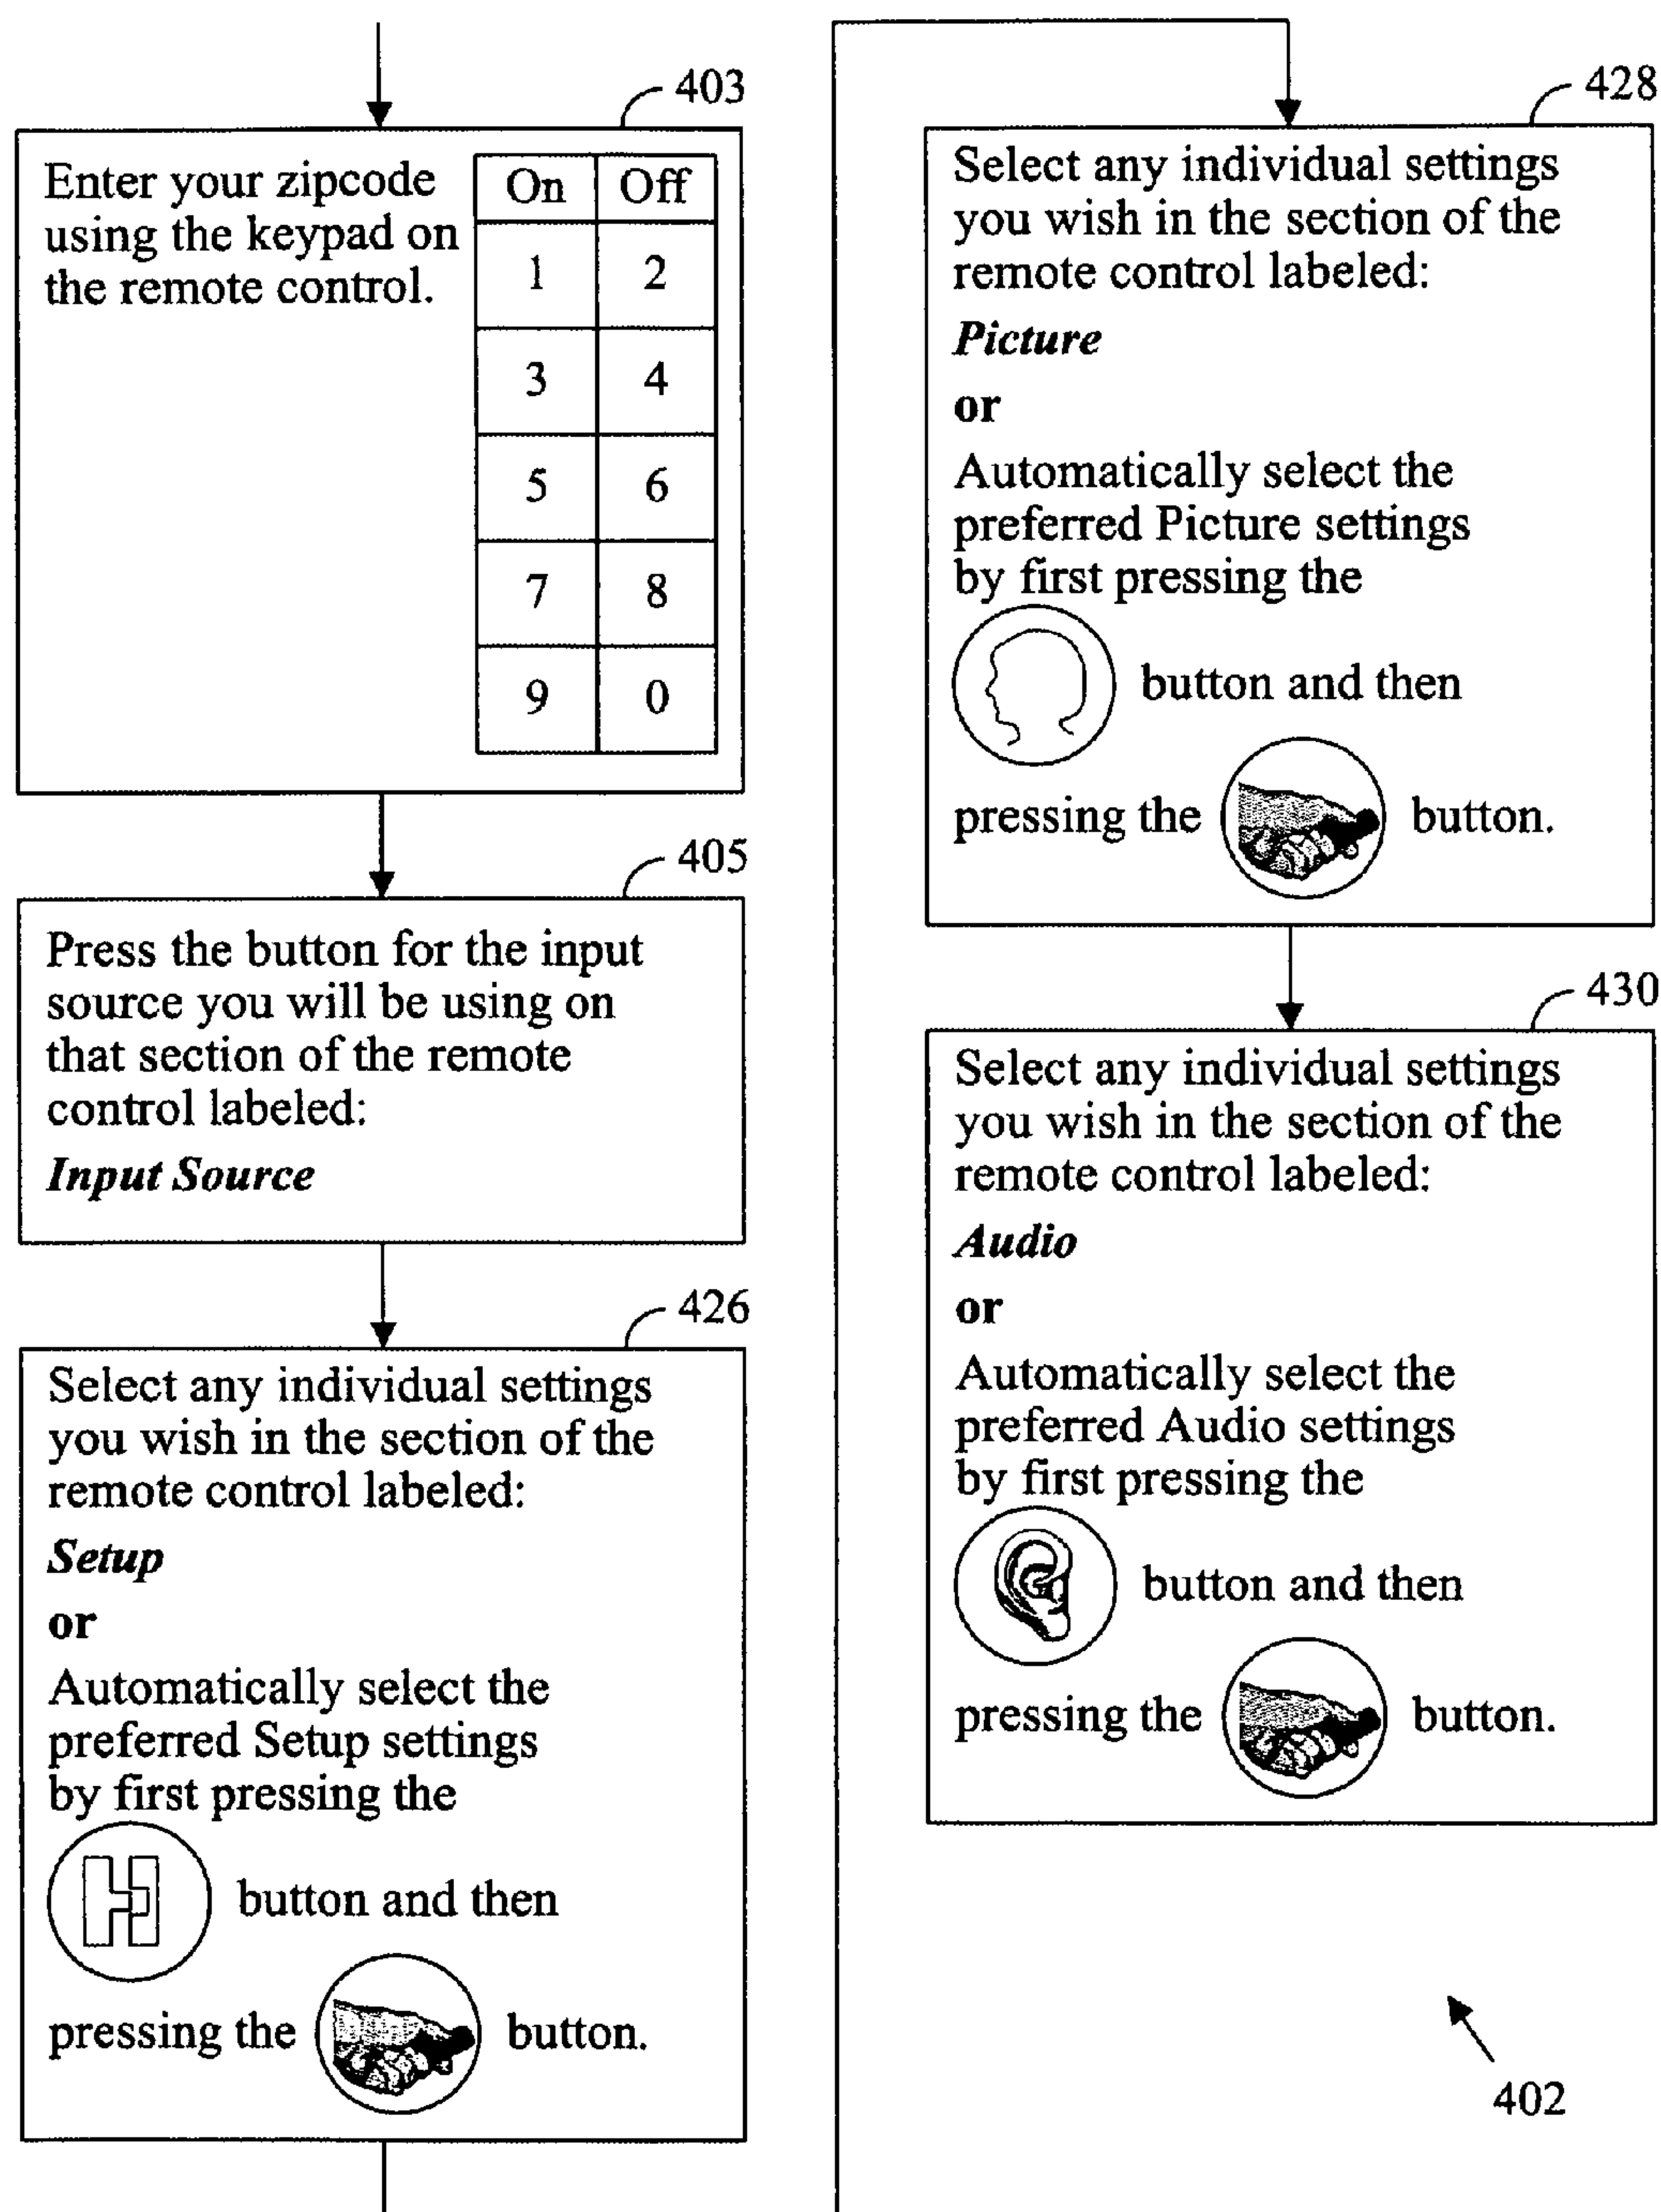 403
Enter your zipcode
using the keypad on
the remote control.
On Off
1 2
3 4
5 6
7 8
9 0
405
Press the button for the input
source you will be using on
that section of the remote
control labeled:
Input Source
426
Select any individual settings
you wish in the section of the
remote control labeled:
Setup
or
Automatically select the
preferred Setup settings
by first pressing the
button and then
pressing the button.
428
Select any individual settings
you wish in the section of the
remote control labeled:
Picture
or
Automatically select the
preferred Picture settings
by first pressing the
button and then
pressing the button.
430
Select any individual settings
you wish in the section of the
remote control labeled:
Audio
or
Automatically select the
preferred Audio settings
by first pressing the
button and then
pressing the button.
402